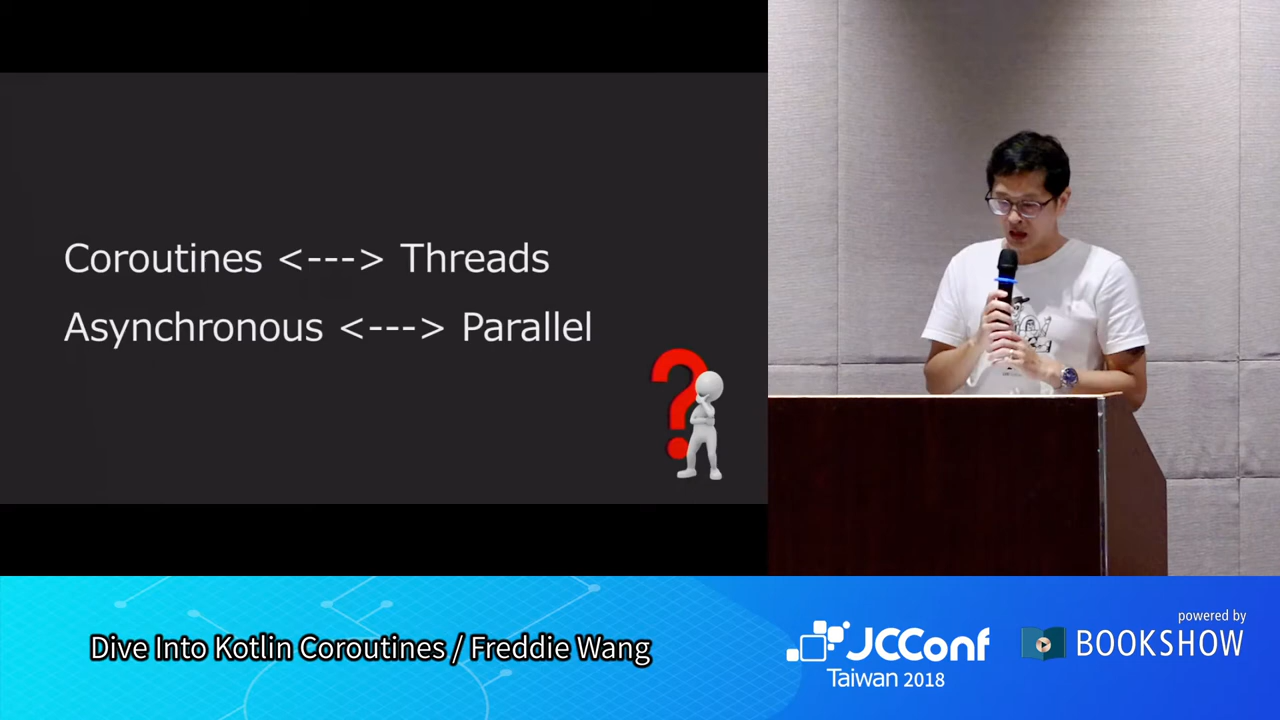 Coroutines <---> Threads
Asynchronous <---> Parallel
?
Dive Into Kotlin Coroutines / Freddie Wang
JCConf
Taiwan 2018
powered by
BOOKSHOW